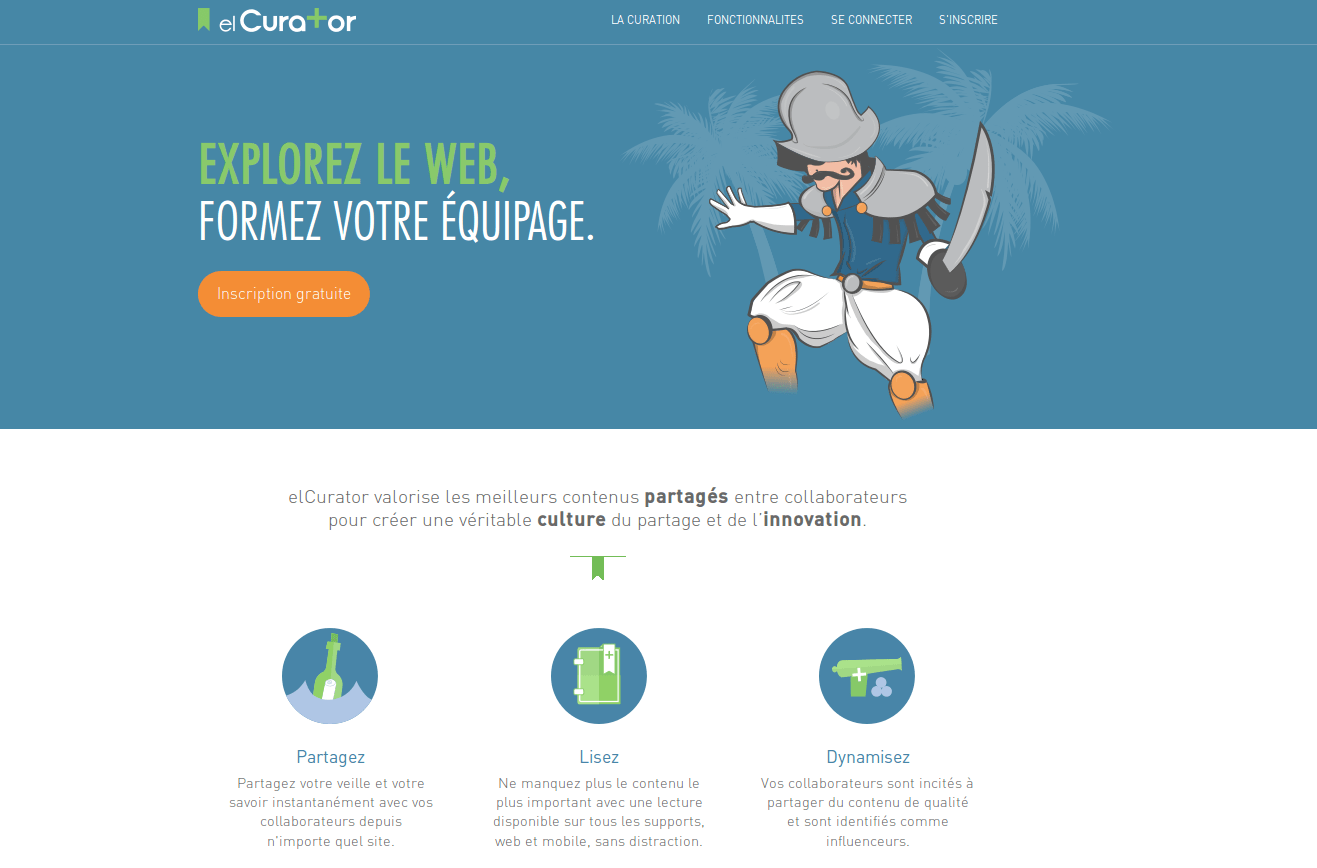 elCurator
LA CURATION FONCTIONNALITES SE CONNECTER S'INSCRIRE
EXPLOREZ LE WEB,
FORMEZ VOTRE ÉQUIPAGE.
Inscription gratuite
elCurator valorise les meilleurs contenus partagés entre collaborateurs
pour créer une véritable culture du partage et de l'innovation.
Partagez
Partagez votre veille et votre
savoir instantanément avec vos
collaborateurs depuis
n'importe quel site.
Lisez
Ne manquez plus le contenu le
plus important avec une lecture
disponible sur tous les supports,
web et mobile, sans distraction.
Dynamisez
Vos collaborateurs sont incités à
partager du contenu de qualité
et sont identifiés comme
influenceurs.